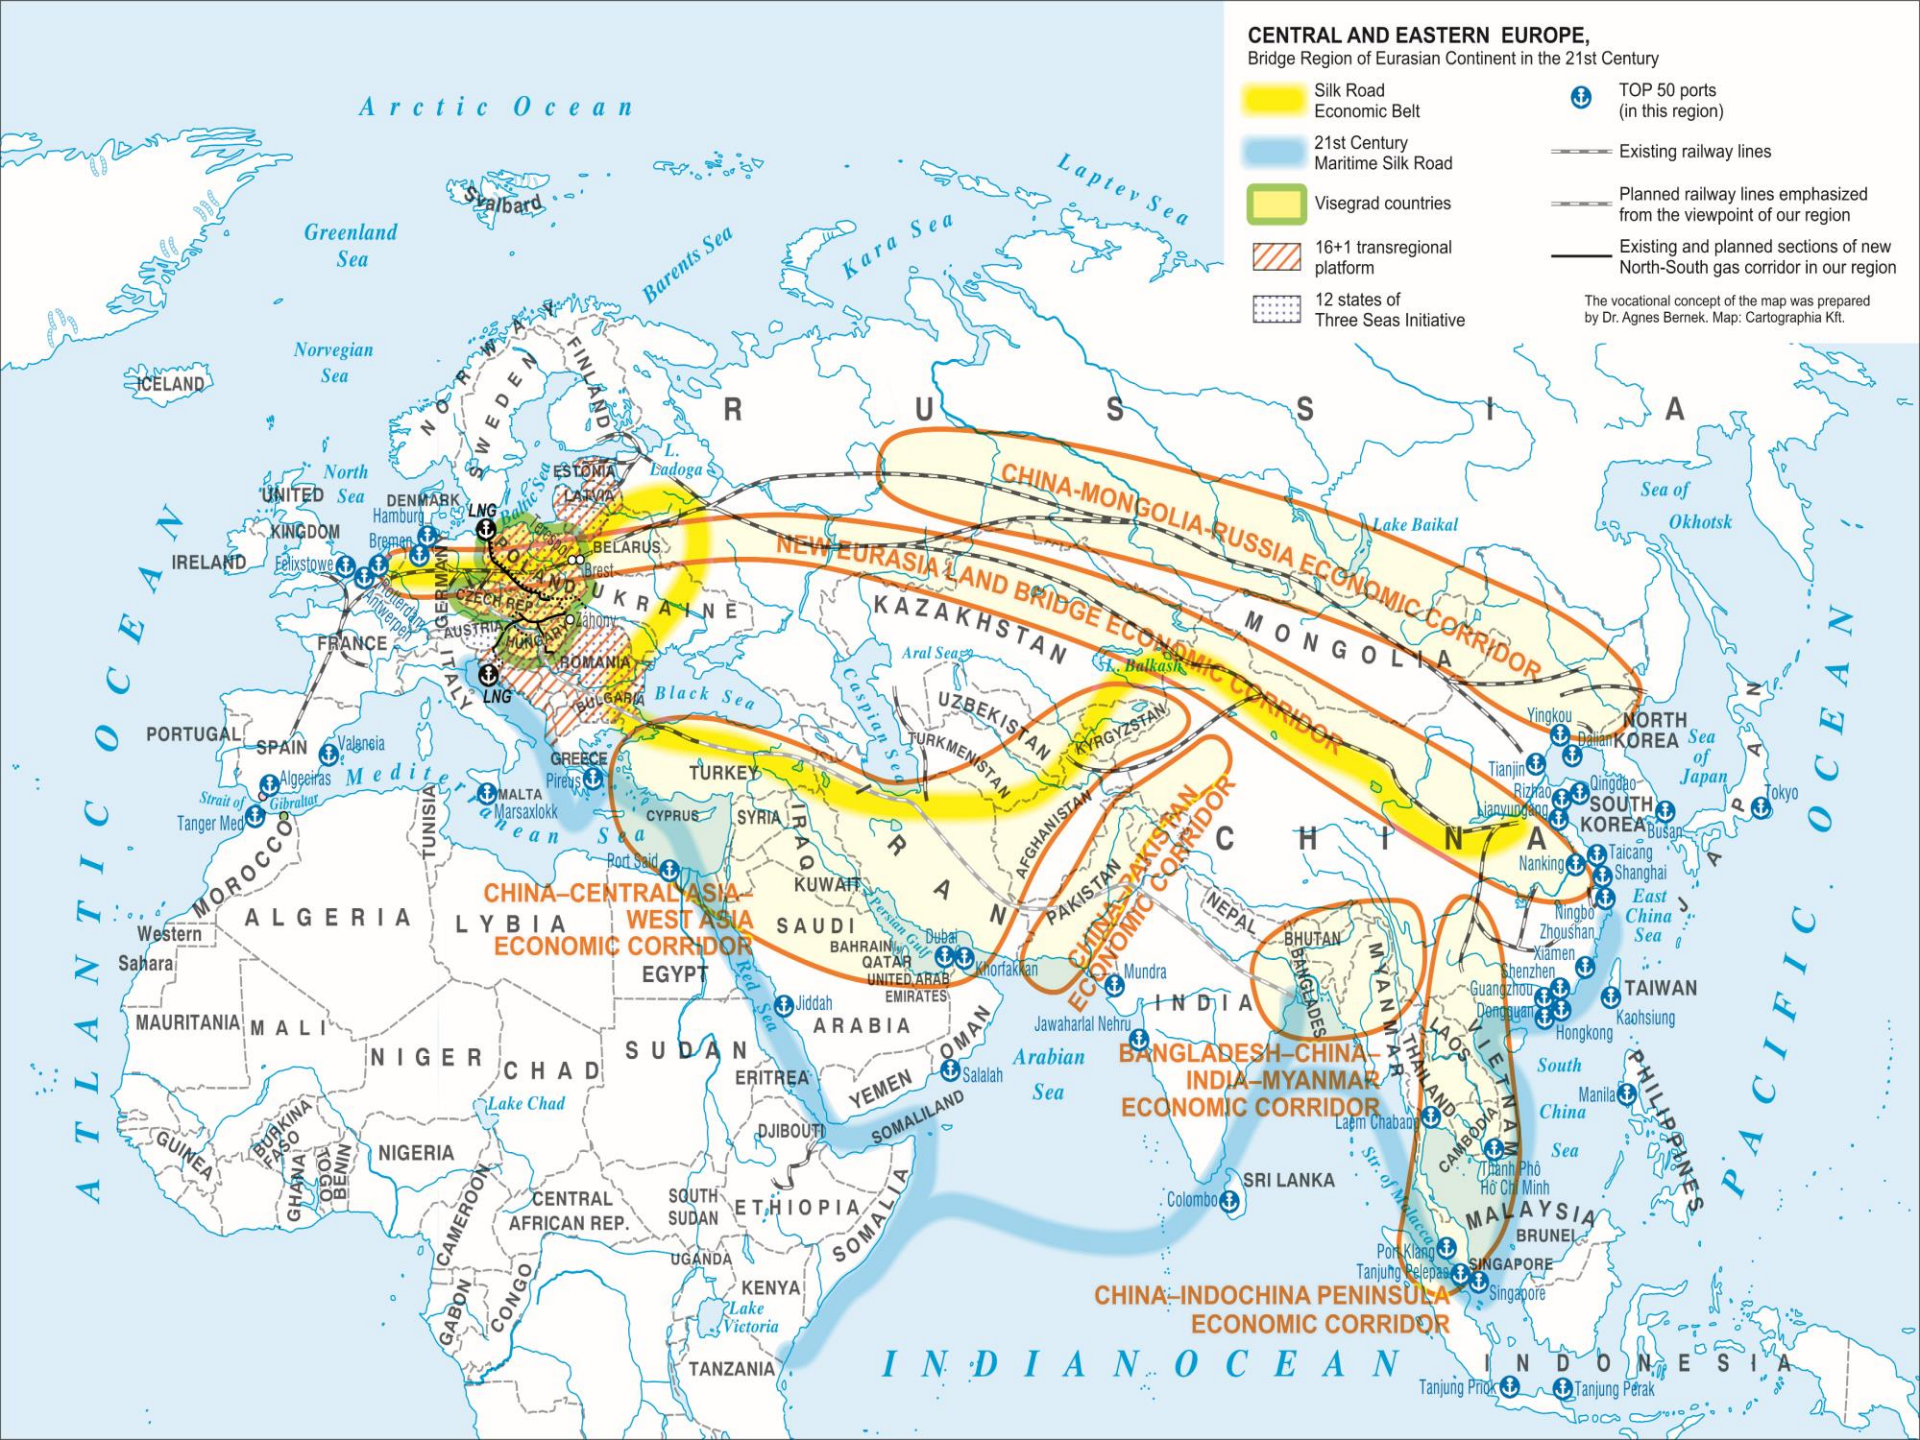 CENTRAL AND EASTERN EUROPE,
Bridge Region of Eurasian Continent in the 21st Century
Silk Road
Economic Belt
21st Century
Maritime Silk Road
Visegrad countries
16+1 transregional
platform
12 states of
Three Seas Initiative
TOP 50 ports
(in this region)
Existing railway lines
Planned railway lines emphasized
from the viewpoint of our region
Existing and planned sections of new
North-South gas corridor in our region
The vocational concept of the map was prepared
by Dr. Agnes Bernek. Map: Cartographia Kft.
Arctic Ocean
Laptev Sea
Kara Sea
Barents Sea
Svalbard
Greenland
Sea
Norvegian
Sea
ICELAND
NORWAY
SWEDEN
FINLAND
RUSSIA
L.
Ladoga
Lake Baikal
Sea of
Okhotsk
North
Sea
Baltic Sea
ESTONIA
LATVIA
UNITED
KINGDOM
IRELAND
DENMARK
Hamburg
Bremen
Felixstowe
Rotterdam
Antwerpen
LNG
POLAND
Terespol
BELARUS
Brest
GERMANY
CZECH REP.
UKRAINE
Zahony
AUSTRIA
HUNGARY
FRANCE
ITALY
ROMANIA
BULGARIA
LNG
Black Sea
PORTUGAL
SPAIN
Valencia
Algeciras
Strait of
Gibraltar
Tanger Med
Mediterranean Sea
MALTA
Marsaxlokk
GREECE
Pireus
TURKEY
CYPRUS
SYRIA
IRAQ
KUWAIT
IRAN
Caspian Sea
Aral Sea
L. Balkash
KAZAKHSTAN
UZBEKISTAN
TURKMENISTAN
KYRGYZSTAN
AFGHANISTAN
PAKISTAN
MONGOLIA
CHINA
CHINA-MONGOLIA-RUSSIA ECONOMIC CORRIDOR
NEW EURASIA LAND BRIDGE ECONOMIC CORRIDOR
CHINA–PAKISTAN
ECONOMIC CORRIDOR
CHINA–CENTRAL ASIA–
WEST ASIA
ECONOMIC CORRIDOR
BANGLADESH–CHINA–
INDIA–MYANMAR
ECONOMIC CORRIDOR
CHINA–INDOCHINA PENINSULA
ECONOMIC CORRIDOR
Yingkou
Dalian
NORTH
KOREA
Sea
of
Japan
JAPAN
Tianjin
Qingdao
Rizhao
Lianyungang
SOUTH
KOREA
Busan
Tokyo
Nanking
Taicang
Shanghai
Ningbo
Zhoushan
East
China
Sea
Xiamen
Shenzhen
Guangzhou
Dongguan
Hongkong
TAIWAN
Kaohsiung
South
China
Sea
Manila
PHILIPPINES
NEPAL
BHUTAN
BANGLADES
MYANMAR
INDIA
Mundra
Jawaharlal Nehru
Arabian
Sea
SRI LANKA
Colombo
LAOS
VIETNAM
THAILAND
CAMBODIA
Laem Chabang
Thanh Phô
Hô Chi Minh
Str. of Malacca
MALAYSIA
BRUNEI
Port Klang
Tanjung Pelepas
SINGAPORE
Singapore
INDONESIA
Tanjung Priok
Tanjung Perak
Port Said
EGYPT
Red Sea
SAUDI
ARABIA
Persian Gulf
BAHRAIN
QATAR
UNITED ARAB
EMIRATES
Dubai
Khorfakkan
Jiddah
OMAN
Salalah
YEMEN
MOROCCO
Western
Sahara
ALGERIA
TUNISIA
LYBIA
MAURITANIA
MALI
NIGER
CHAD
SUDAN
ERITREA
DJIBOUTI
SOMALILAND
Lake Chad
GUINEA
BURKINA
FASO
GHANA
TOGO
BENIN
NIGERIA
CAMEROON
CENTRAL
AFRICAN REP.
SOUTH
SUDAN
ETHIOPIA
SOMALIA
UGANDA
KENYA
GABON
CONGO
Lake
Victoria
TANZANIA
ATLANTIC OCEAN
INDIAN OCEAN
PACIFIC OCEAN